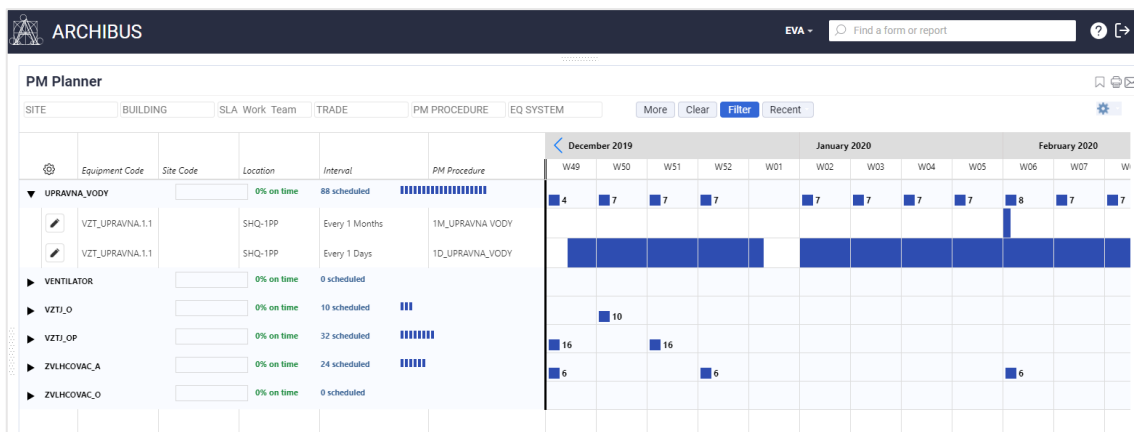 ARCHIBUS EVA Find a form or report ?
PM Planner
SITE BUILDING SLA Work Team TRADE PM PROCEDURE EQ SYSTEM More Clear Filter Recent
December 2019 January 2020 February 2020
Equipment Code Site Code Location Interval PM Procedure W49 W50 W51 W52 W01 W02 W03 W04 W05 W06 W07
UPRAVNA_VODY 0% on time 88 scheduled 4 7 7 7 7 7 7 7 8 7 7
VZT_UPRAVNA.1.1 SHQ-1PP Every 1 Months 1M_UPRAVNA VODY
VZT_UPRAVNA.1.1 SHQ-1PP Every 1 Days 1D_UPRAVNA_VODY
VENTILATOR 0% on time 0 scheduled
VZTJ_O 0% on time 10 scheduled 10
VZTJ_OP 0% on time 32 scheduled 16 16
ZVLHCOVAC_A 0% on time 24 scheduled 6 6 6
ZVLHCOVAC_O 0% on time 0 scheduled